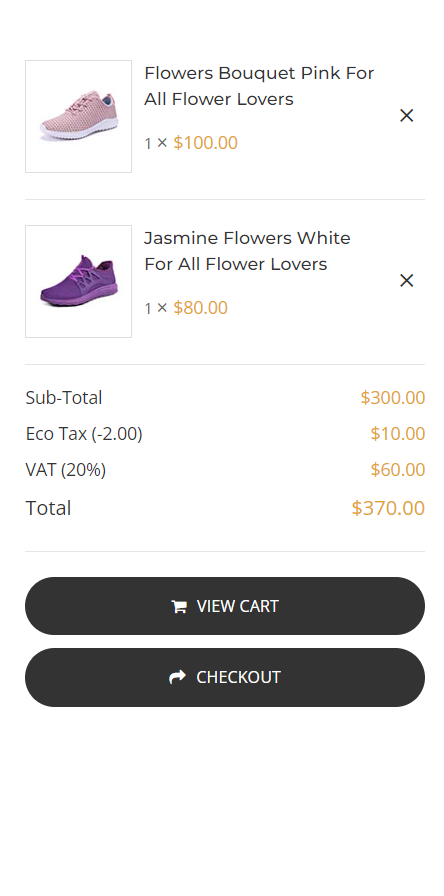 Flowers Bouquet Pink For
All Flower Lovers
1 × $100.00
Jasmine Flowers White
For All Flower Lovers
1 × $80.00
Sub-Total $300.00
Eco Tax (-2.00) $10.00
VAT (20%) $60.00
Total $370.00
VIEW CART
CHECKOUT